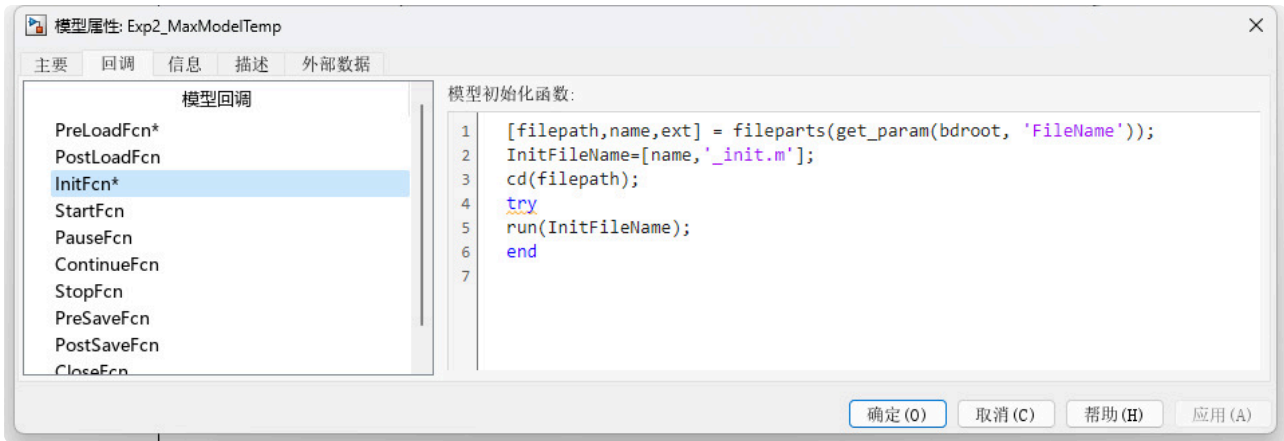 模型属性: Exp2_MaxModelTemp
主要 回调 信息 描述 外部数据
模型回调
PreLoadFcn*
PostLoadFcn
InitFcn*
StartFcn
PauseFcn
ContinueFcn
StopFcn
PreSaveFcn
PostSaveFcn
CloseFcn
模型初始化函数:
1 [filepath,name,ext] = fileparts(get_param(bdroot, 'FileName'));
2 InitFileName=[name,'_init.m'];
3 cd(filepath);
4 try
5 run(InitFileName);
6 end
7
确定(O) 取消(C) 帮助(H) 应用(A)